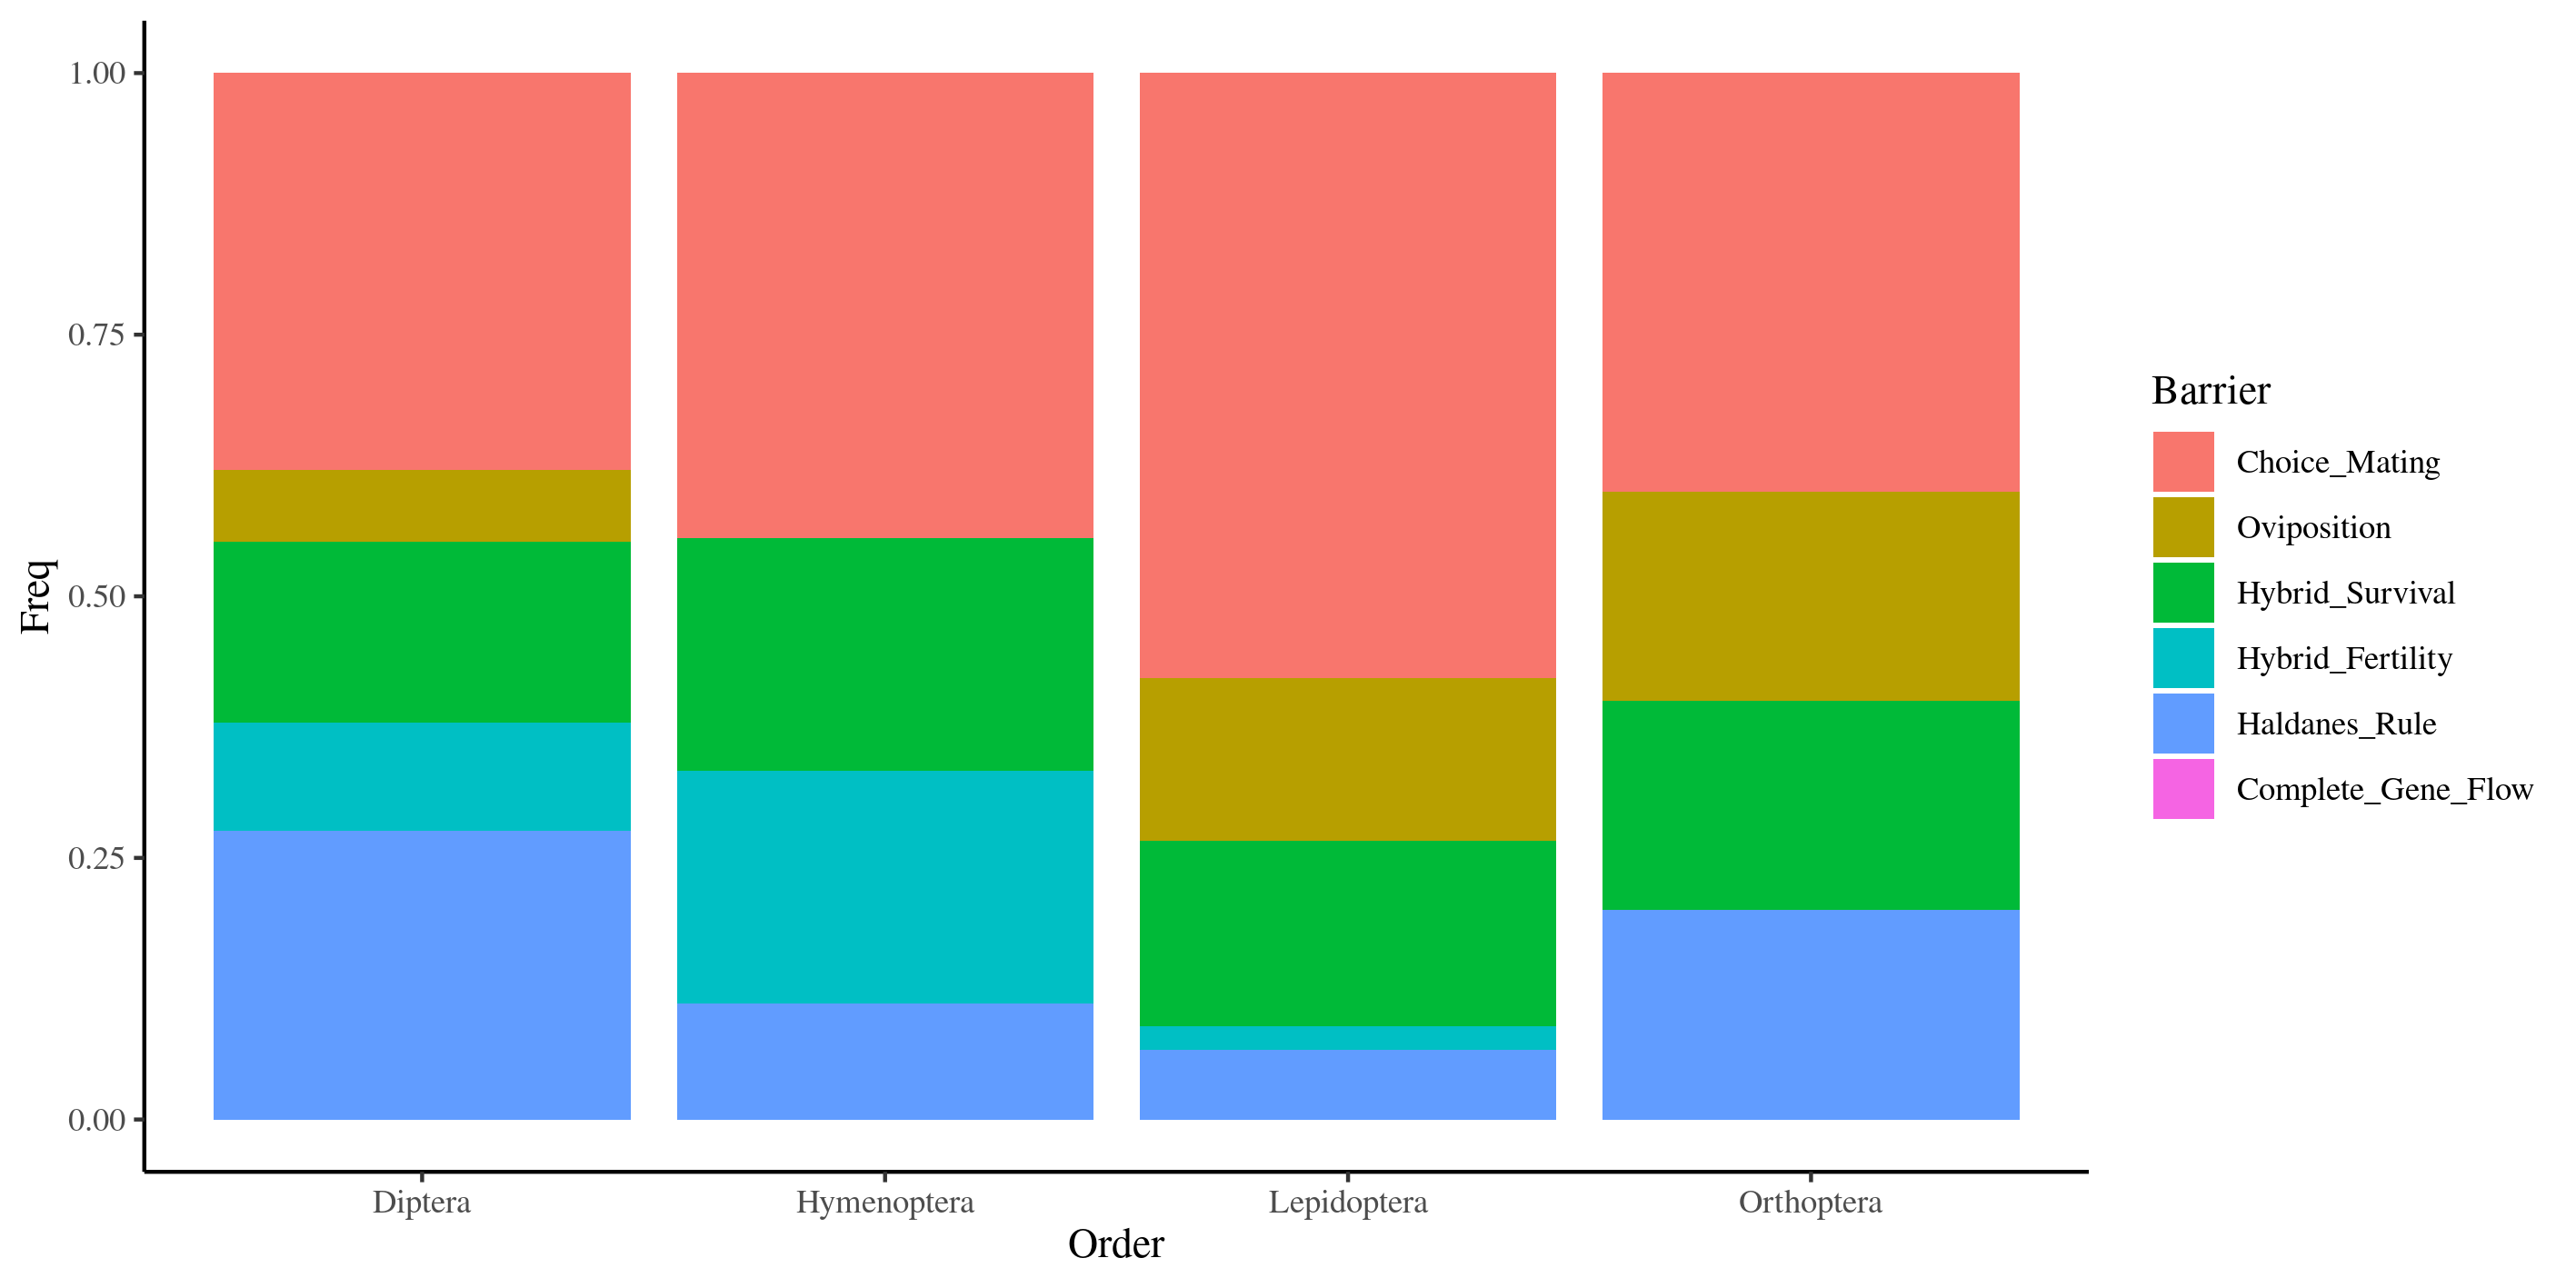 1.00
0.75
0.50
0.25
0.00
Freq
Diptera
Hymenoptera
Lepidoptera
Orthoptera
Order
Barrier
Choice_Mating
Oviposition
Hybrid_Survival
Hybrid_Fertility
Haldanes_Rule
Complete_Gene_Flow